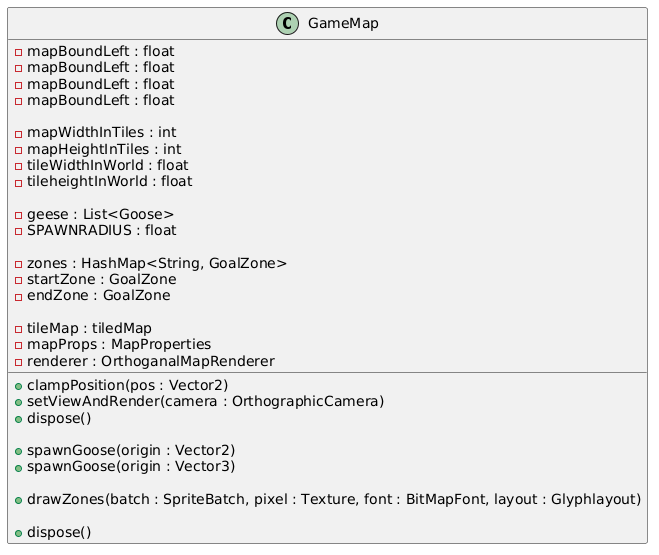 C GameMap
mapBoundLeft : float
mapBoundLeft : float
mapBoundLeft : float
mapBoundLeft : float
mapWidthInTiles : int
mapHeightInTiles : int
tileWidthInWorld : float
tileheightInWorld : float
geese : List<Goose>
SPAWNRADIUS : float
zones : HashMap<String, GoalZone>
startZone : GoalZone
endZone : GoalZone
tileMap : tiledMap
mapProps : MapProperties
renderer : OrthoganalMapRenderer
clampPosition(pos : Vector2)
setViewAndRender(camera : OrthographicCamera)
dispose()
spawnGoose(origin : Vector2)
spawnGoose(origin : Vector3)
drawZones(batch : SpriteBatch, pixel : Texture, font : BitMapFont, layout : Glyphlayout)
dispose()